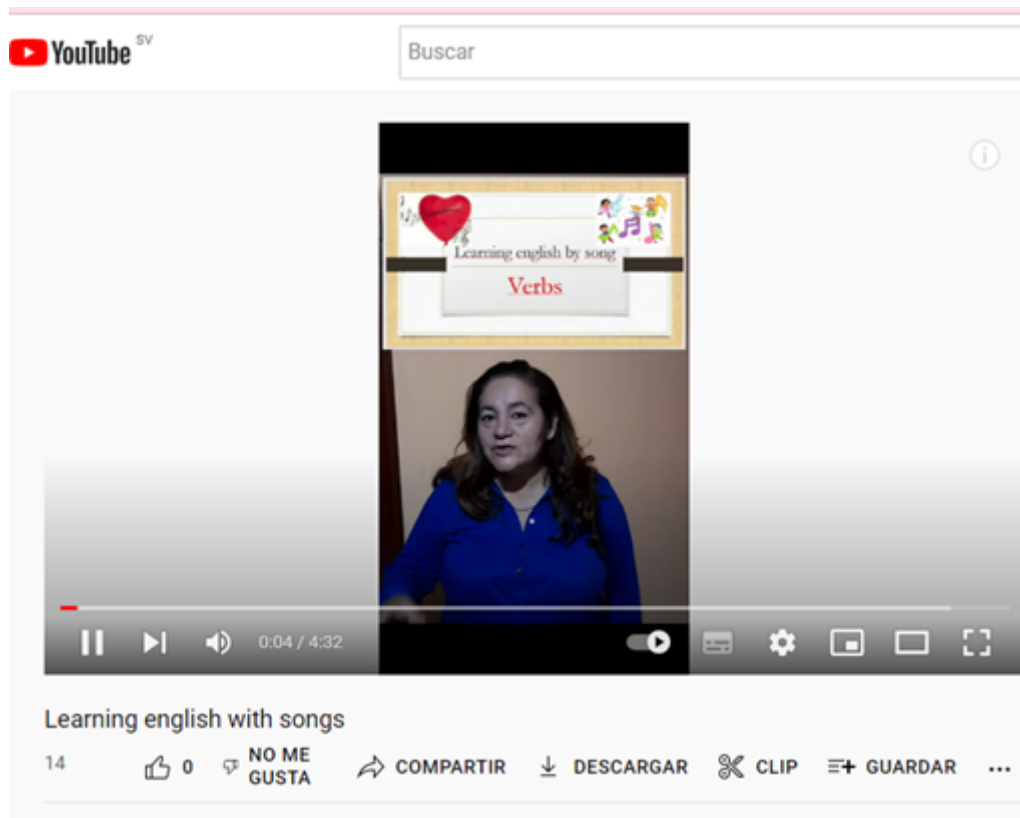 YouTube SV
Buscar
Learning english by song
Verbs
0:04 / 4:32
Learning english with songs
14
0
NO ME
GUSTA
COMPARTIR
DESCARGAR
CLIP
GUARDAR